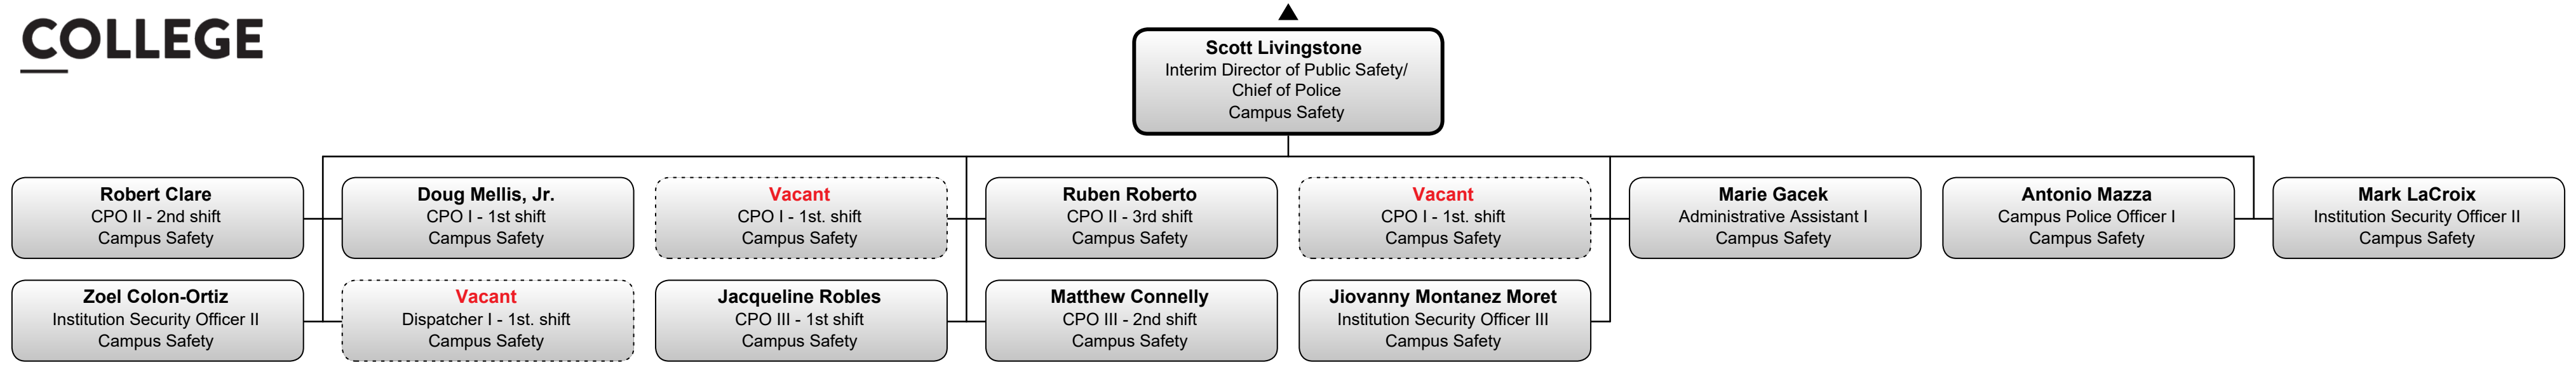 COLLEGE
Scott Livingstone
Interim Director of Public Safety/
Chief of Police
Campus Safety
Robert Clare
CPO II - 2nd shift
Campus Safety
Doug Mellis, Jr.
CPO I - 1st shift
Campus Safety
Vacant
CPO I - 1st. shift
Campus Safety
Ruben Roberto
CPO II - 3rd shift
Campus Safety
Vacant
CPO I - 1st. shift
Campus Safety
Marie Gacek
Administrative Assistant I
Campus Safety
Antonio Mazza
Campus Police Officer I
Campus Safety
Mark LaCroix
Institution Security Officer II
Campus Safety
Zoel Colon-Ortiz
Institution Security Officer II
Campus Safety
Vacant
Dispatcher I - 1st. shift
Campus Safety
Jacqueline Robles
CPO III - 1st shift
Campus Safety
Matthew Connelly
CPO III - 2nd shift
Campus Safety
Jiovanny Montanez Moret
Institution Security Officer III
Campus Safety